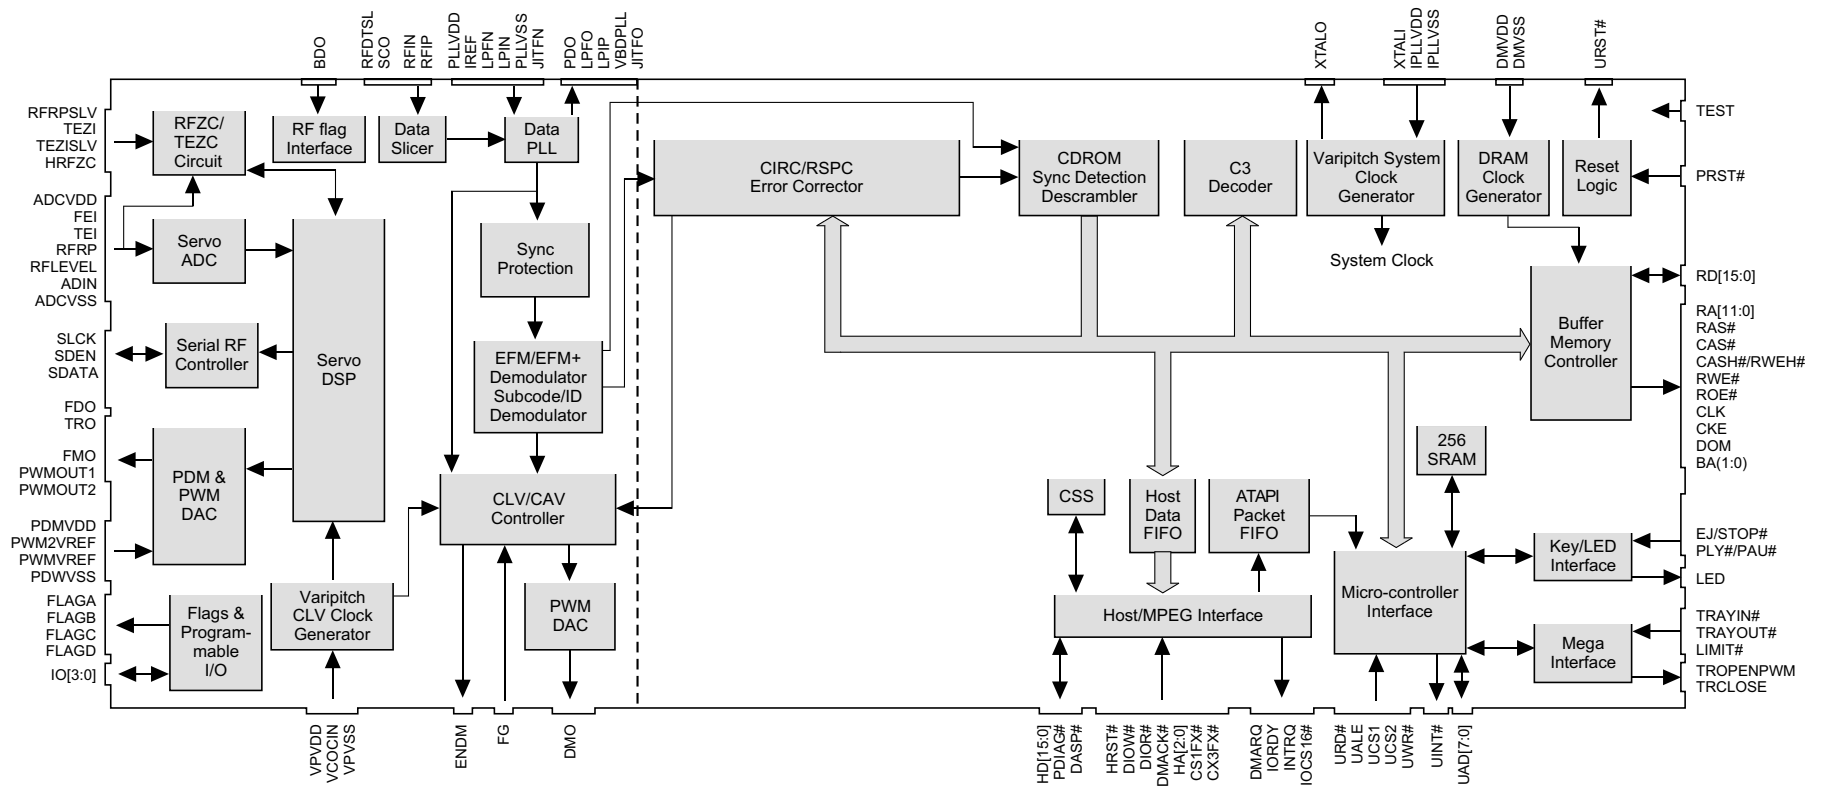 BDO
RFDTSL
SCO
RFIN
RFIP
PLLVDD
IREF
LPFN
LPIN
PLLVSS
JITFN
PDO
LPFO
LPIP
VBDPLL
JITFO
XTALO
XTALI
IPLLVDD
IPLLVSS
DMVDD
DMVSS
URST#
RFRPSLV
TEZI
TEZISLV
HRFZC
ADCVDD
FEI
TEI
RFRP
RFLEVEL
ADIN
ADCVSS
SLCK
SDEN
SDATA
FDO
TRO
FMO
PWMOUT1
PWMOUT2
PDMVDD
PWM2VREF
PWMVREF
PDWVSS
FLAGA
FLAGB
FLAGC
FLAGD
IO[3:0]
RFZC/
TEZC
Circuit
RF flag
Interface
Data
Slicer
Data
PLL
Servo
ADC
Serial RF
Controller
Servo
DSP
PDM &
PWM
DAC
Flags &
Program-
mable
I/O
Varipitch
CLV Clock
Generator
Sync
Protection
EFM/EFM+
Demodulator
Subcode/ID
Demodulator
CLV/CAV
Controller
PWM
DAC
CIRC/RSPC
Error Corrector
CDROM
Sync Detection
Descrambler
C3
Decoder
Varipitch System
Clock
Generator
System Clock
DRAM
Clock
Generator
Reset
Logic
Buffer
Memory
Controller
256
SRAM
CSS
Host
Data
FIFO
ATAPI
Packet
FIFO
Host/MPEG Interface
Micro-controller
Interface
Key/LED
Interface
Mega
Interface
TEST
PRST#
RD[15:0]
RA[11:0]
RAS#
CAS#
CASH#/RWEH#
RWE#
ROE#
CLK
CKE
DOM
BA(1:0)
EJ/STOP#
PLY#/PAU#
LED
TRAYIN#
TRAYOUT#
LIMIT#
TROPENPWM
TRCLOSE
VPVDD
VCOCIN
VPVSS
ENDM
FG
DMO
HD[15:0]
PDIAG#
DASP#
HRST#
DIOW#
DIOR#
DMACK#
HA[2:0]
CS1FX#
CX3FX#
DMARQ
IORDY
INTRQ
IOCS16#
URD#
UALE
UCS1
UCS2
UWR#
UINT#
UAD[7:0]